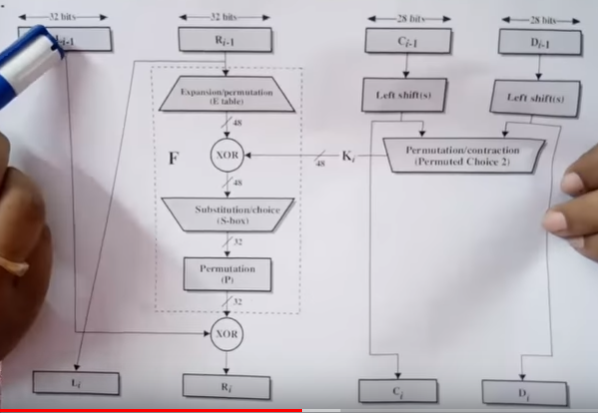 32 bits 32 bits 28 bits 28 bits
i-1 Ri-1 Ci-1 Di-1
Expansion/permutation
(E table)
Left shift(s) Left shift(s)
48
F XOR 48 Ki
Permutation/contraction
(Permuted Choice 2)
48
Substitution/choice
(S-box)
32
Permutation
(P)
32
XOR
Li Ri Ci Di